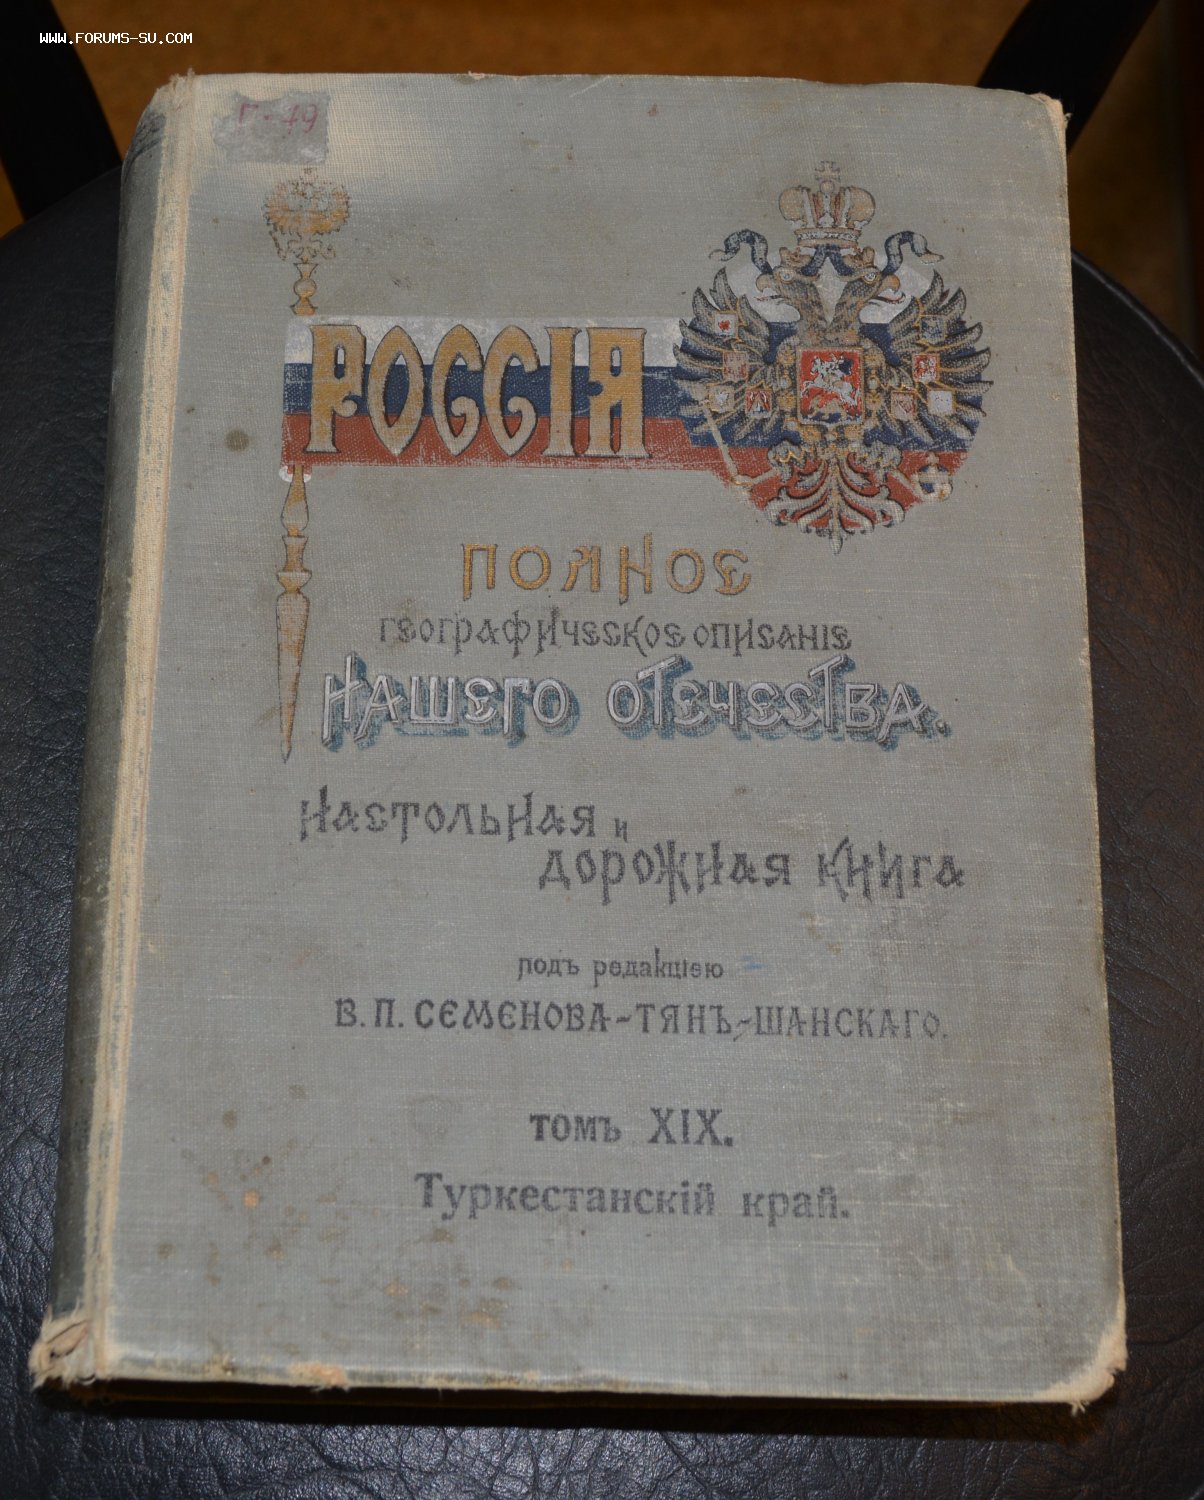 WWW.FORUMS-SU.COM
Г-49
РОССІЯ
ПОЛНОЕ
ГЕОГРАФИЧЕСКОЕ ОПИСАНІЕ
НАШЕГО ОТЕЧЕСТВА.
НАСТОЛЬНАЯ и
ДОРОЖНАЯ КНИГА
подъ редакціею
В. П. СЕМЕНОВА-ТЯНЪ-ШАНСКАГО.
томъ XIX.
Туркестанскій край.